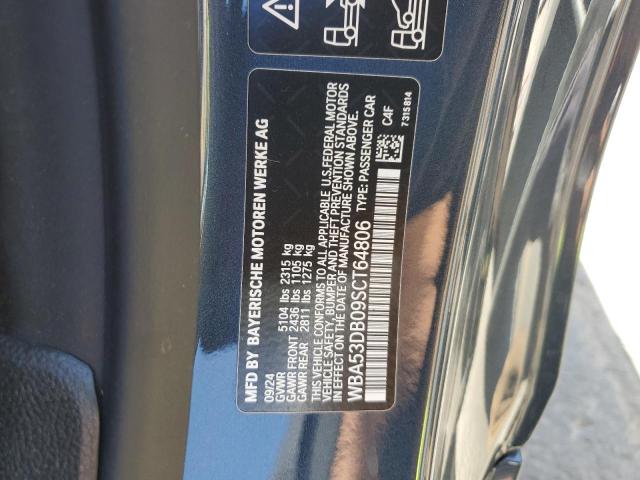 MFD BY BAYERISCHE MOTOREN WERKE AG
09/24
GVWR 5104 lbs 2315 kg
GAWR FRONT 2436 lbs 1105 kg
GAWR REAR 2811 lbs 1275 kg
THIS VEHICLE CONFORMS TO ALL APPLICABLE U.S. FEDERAL MOTOR
VEHICLE SAFETY, BUMPER AND THEFT PREVENTION STANDARDS
IN EFFECT ON THE DATE OF MANUFACTURE SHOWN ABOVE.
WBA53DB09SCT64806 TYPE: PASSENGER CAR
C4F
7315814